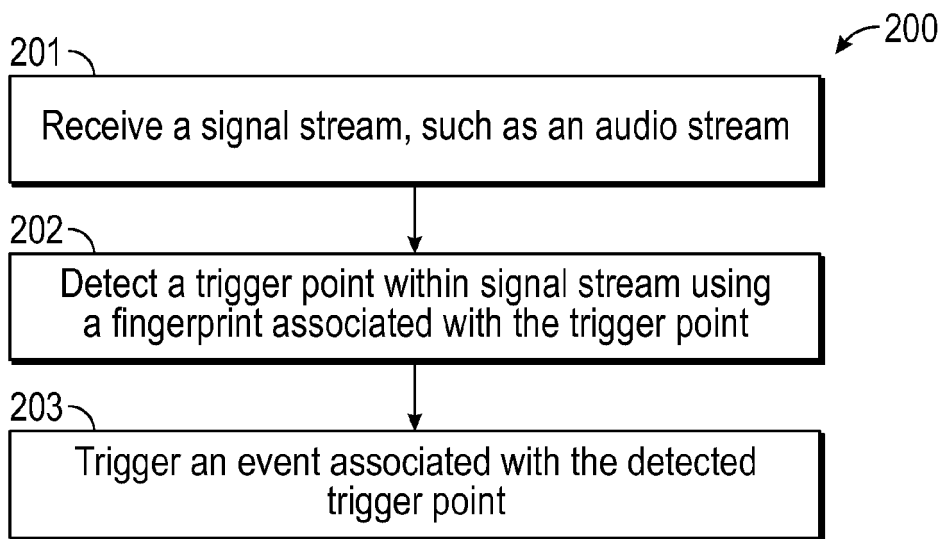 200
201
Receive a signal stream, such as an audio stream
202
Detect a trigger point within signal stream using
a fingerprint associated with the trigger point
203
Trigger an event associated with the detected
trigger point